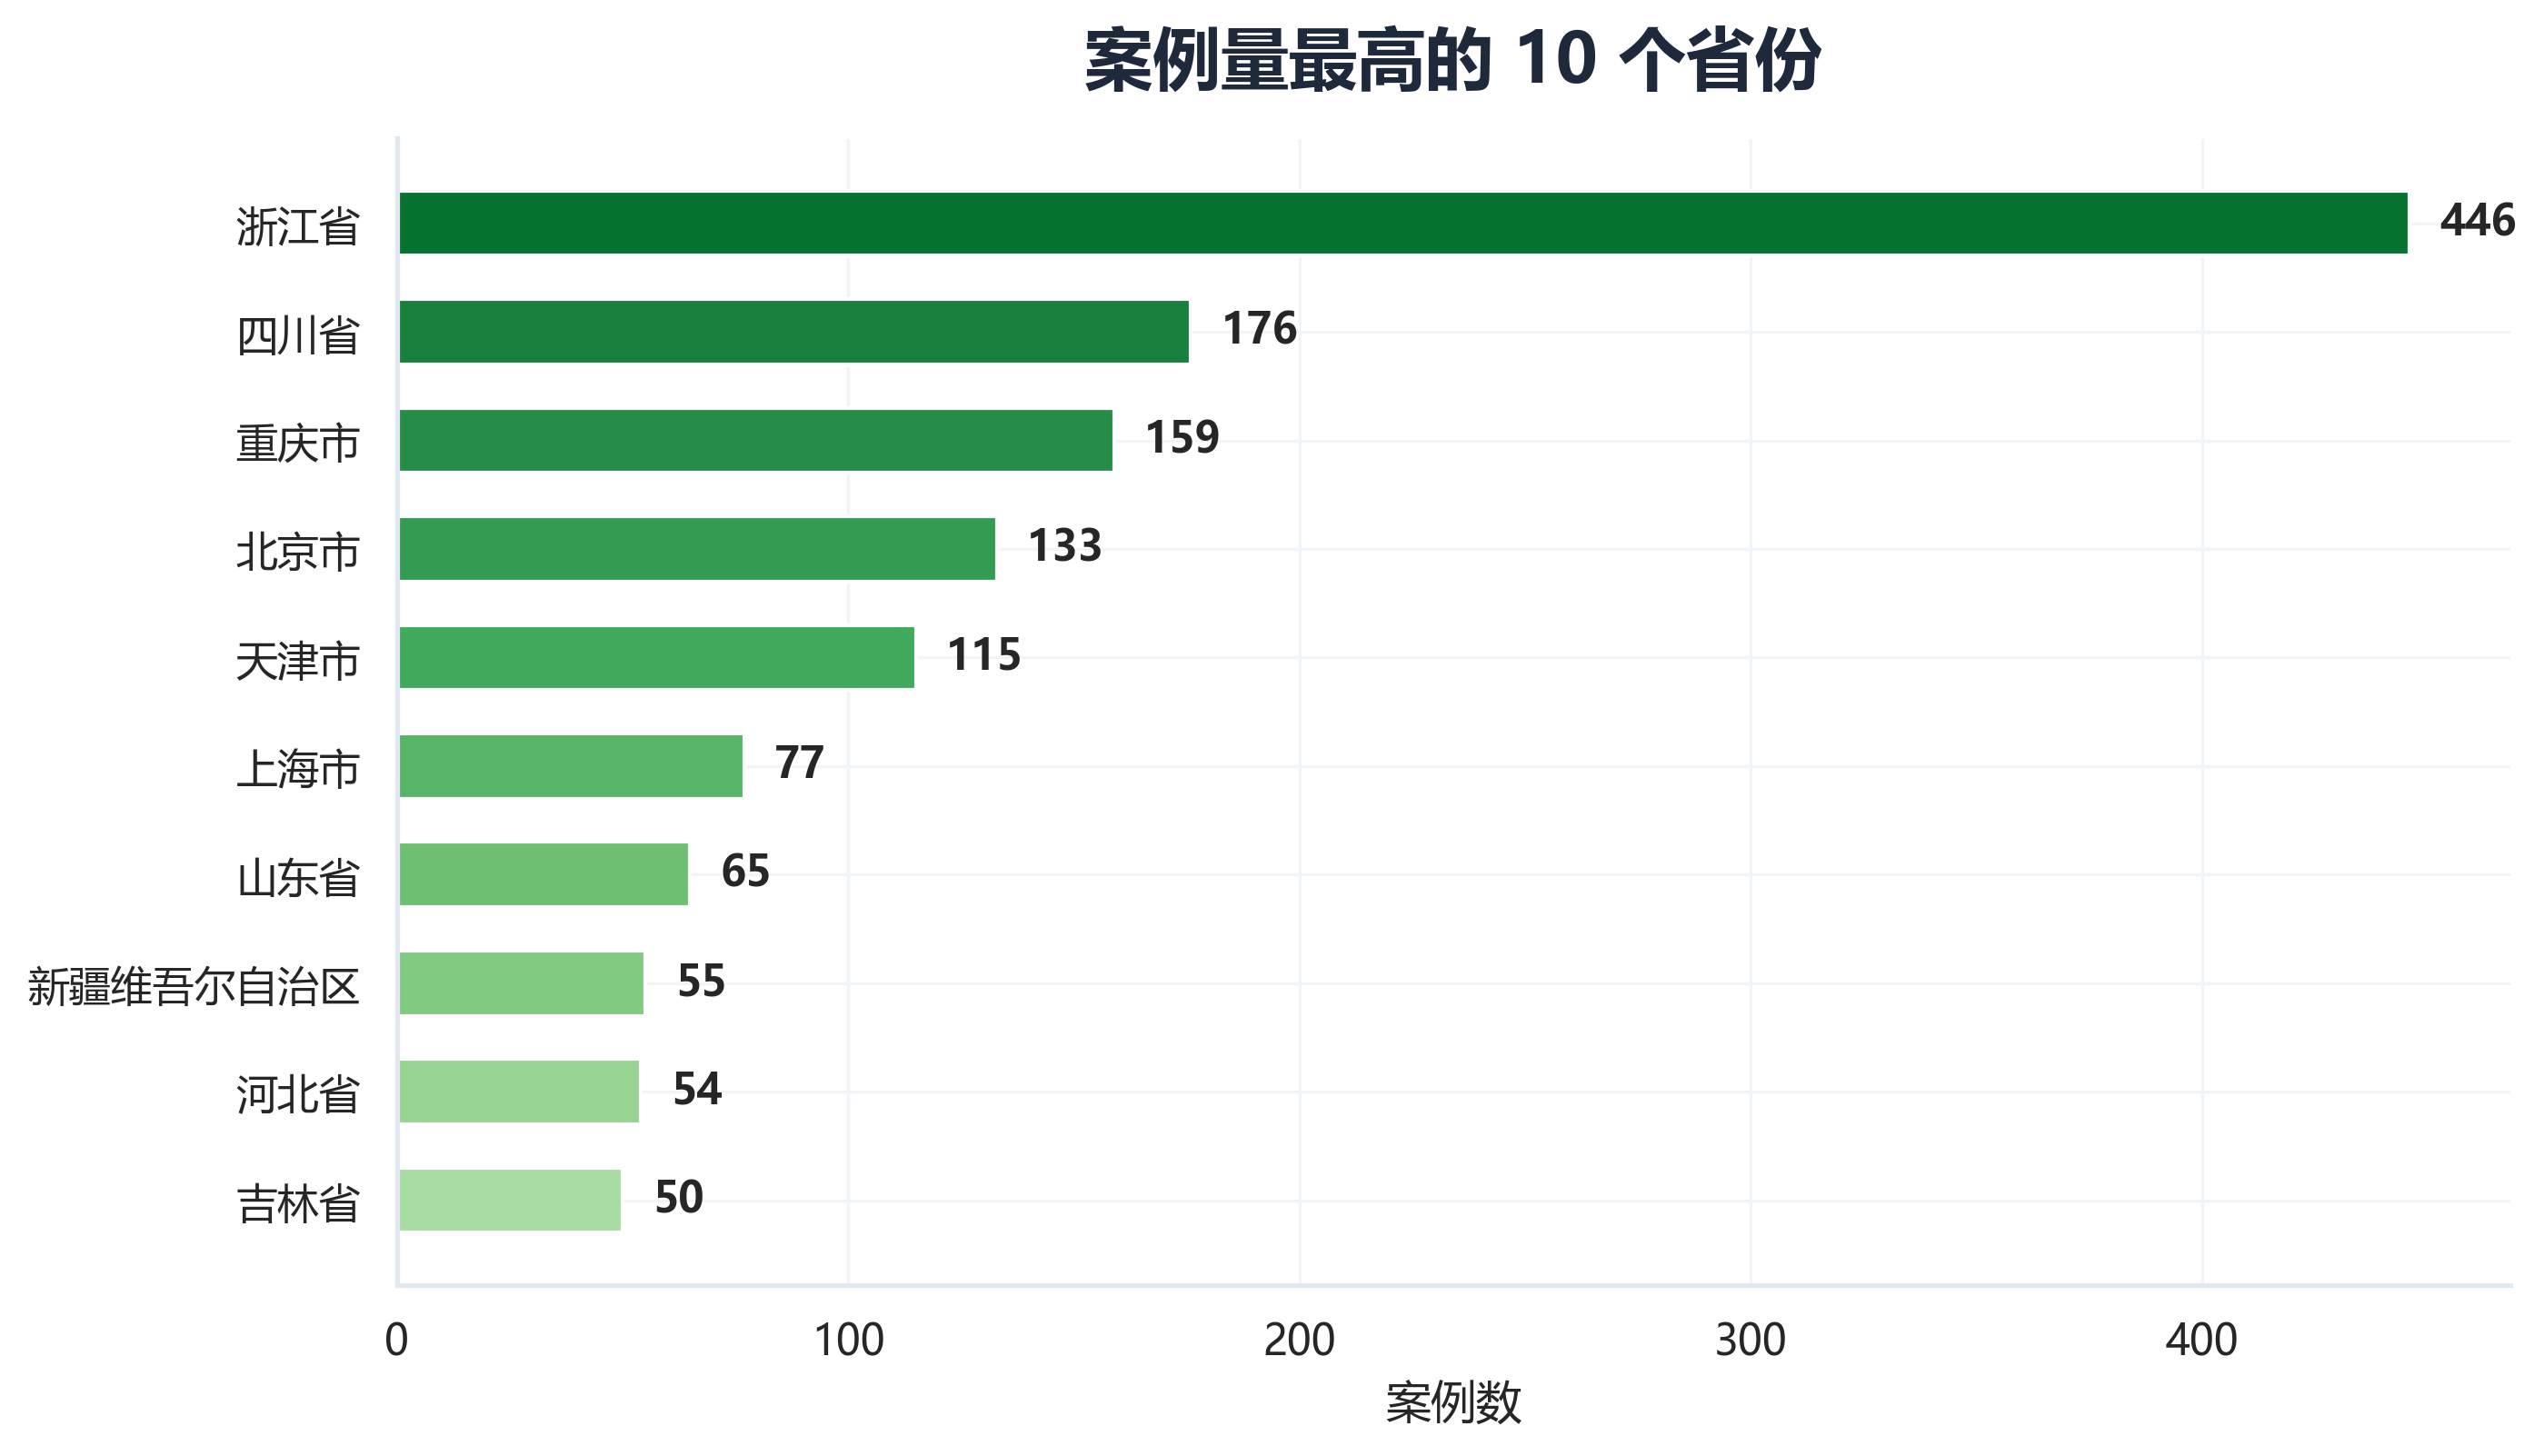 案例量最高的 10 个省份
浙江省 446
四川省 176
重庆市 159
北京市 133
天津市 115
上海市 77
山东省 65
新疆维吾尔自治区 55
河北省 54
吉林省 50
0 100 200 300 400
案例数